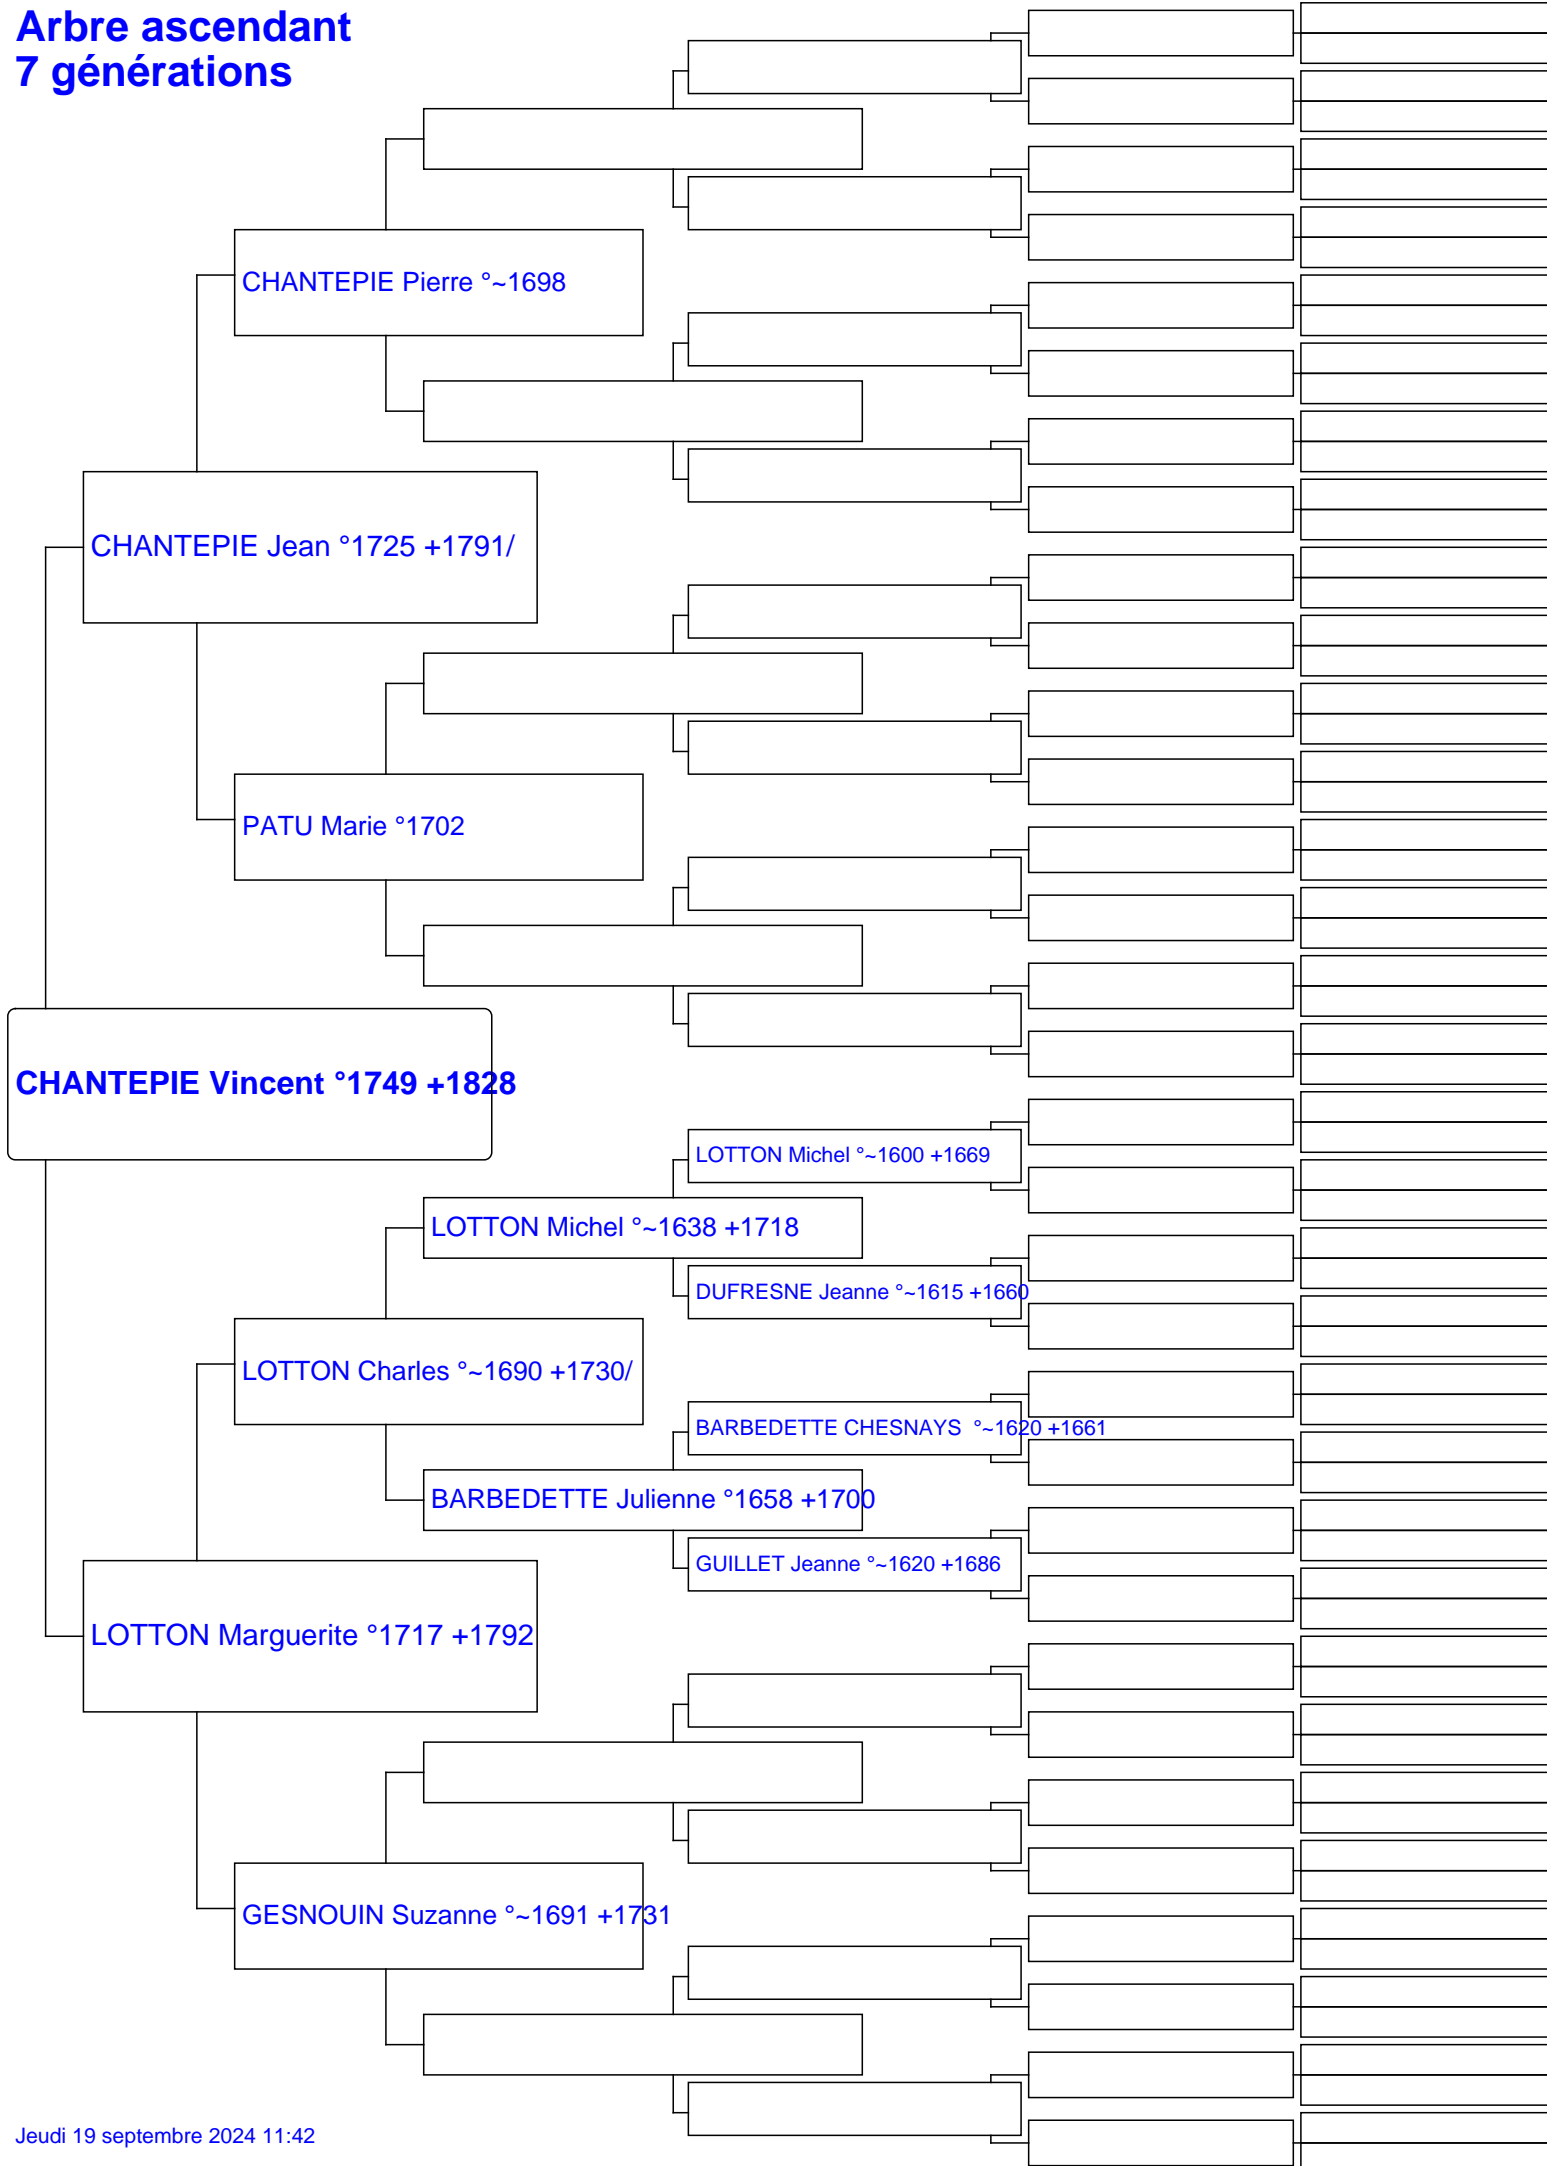 Arbre ascendant
7 générations
CHANTEPIE Pierre °~1698
CHANTEPIE Jean °1725 +1791/
PATU Marie °1702
CHANTEPIE Vincent °1749 +1828
LOTTON Michel °~1600 +1669
LOTTON Michel °~1638 +1718
DUFRESNE Jeanne °~1615 +1660
LOTTON Charles °~1690 +1730/
BARBEDETTE CHESNAYS  °~1620 +1661
BARBEDETTE Julienne °1658 +1700
GUILLET Jeanne °~1620 +1686
LOTTON Marguerite °1717 +1792
GESNOUIN Suzanne °~1691 +1731
Jeudi 19 septembre 2024 11:42